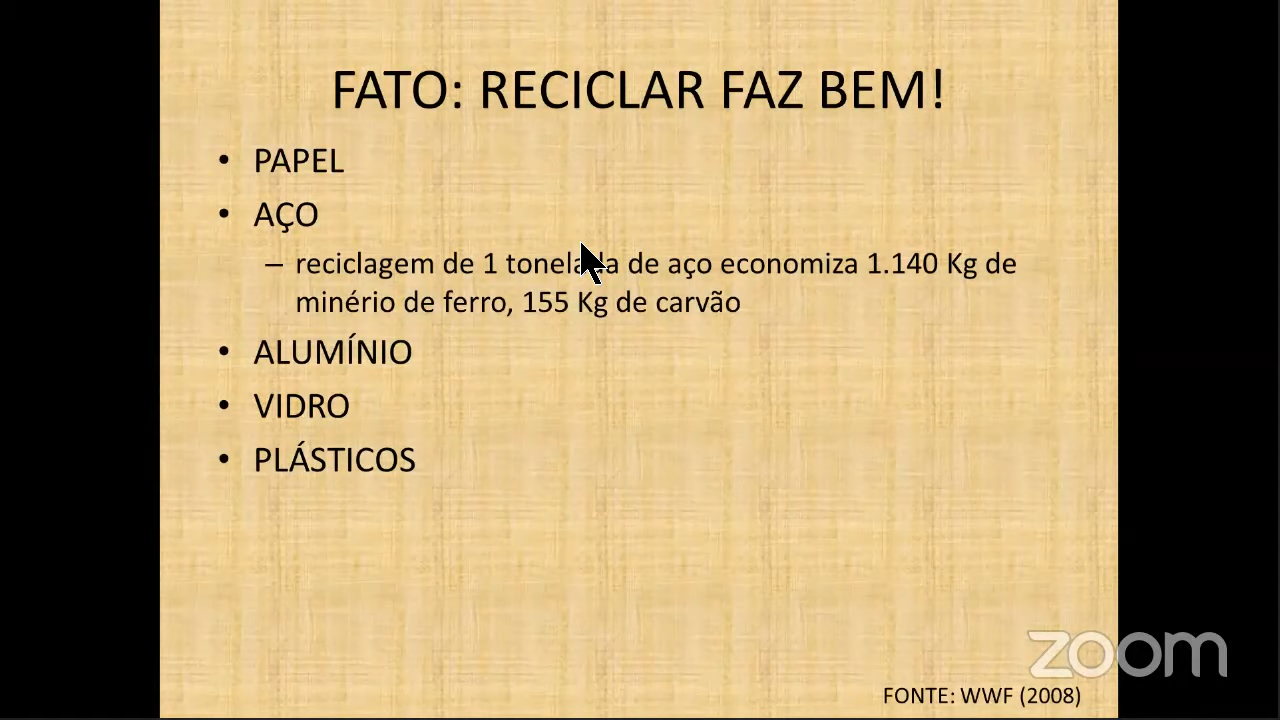 FATO: RECICLAR FAZ BEM!
• PAPEL
• AÇO
– reciclagem de 1 tonelada de aço economiza 1.140 Kg de
minério de ferro, 155 Kg de carvão
• ALUMÍNIO
• VIDRO
• PLÁSTICOS
zoom
FONTE: WWF (2008)